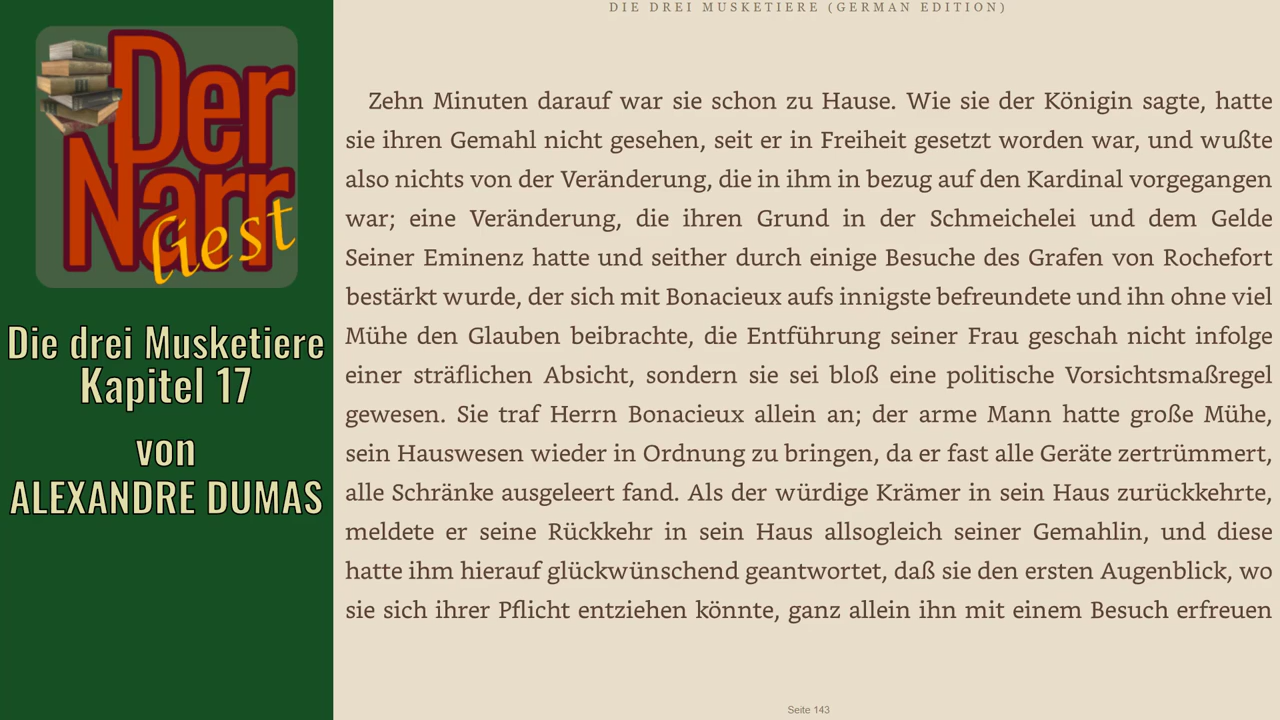 Der
Narr
liest
Die drei Musketiere
Kapitel 17
von
ALEXANDRE DUMAS
DIE DREI MUSKETIERE (GERMAN EDITION)
Zehn Minuten darauf war sie schon zu Hause. Wie sie der Königin sagte, hatte
sie ihren Gemahl nicht gesehen, seit er in Freiheit gesetzt worden war, und wußte
also nichts von der Veränderung, die in ihm in bezug auf den Kardinal vorgegangen
war; eine Veränderung, die ihren Grund in der Schmeichelei und dem Gelde
Seiner Eminenz hatte und seither durch einige Besuche des Grafen von Rochefort
bestärkt wurde, der sich mit Bonacieux aufs innigste befreundete und ihn ohne viel
Mühe den Glauben beibrachte, die Entführung seiner Frau geschah nicht infolge
einer sträflichen Absicht, sondern sie sei bloß eine politische Vorsichtsmaßregel
gewesen. Sie traf Herrn Bonacieux allein an; der arme Mann hatte große Mühe,
sein Hauswesen wieder in Ordnung zu bringen, da er fast alle Geräte zertrümmert,
alle Schränke ausgeleert fand. Als der würdige Krämer in sein Haus zurückkehrte,
meldete er seine Rückkehr in sein Haus allsogleich seiner Gemahlin, und diese
hatte ihm hierauf glückwünschend geantwortet, daß sie den ersten Augenblick, wo
sie sich ihrer Pflicht entziehen könnte, ganz allein ihn mit einem Besuch erfreuen
Seite 143